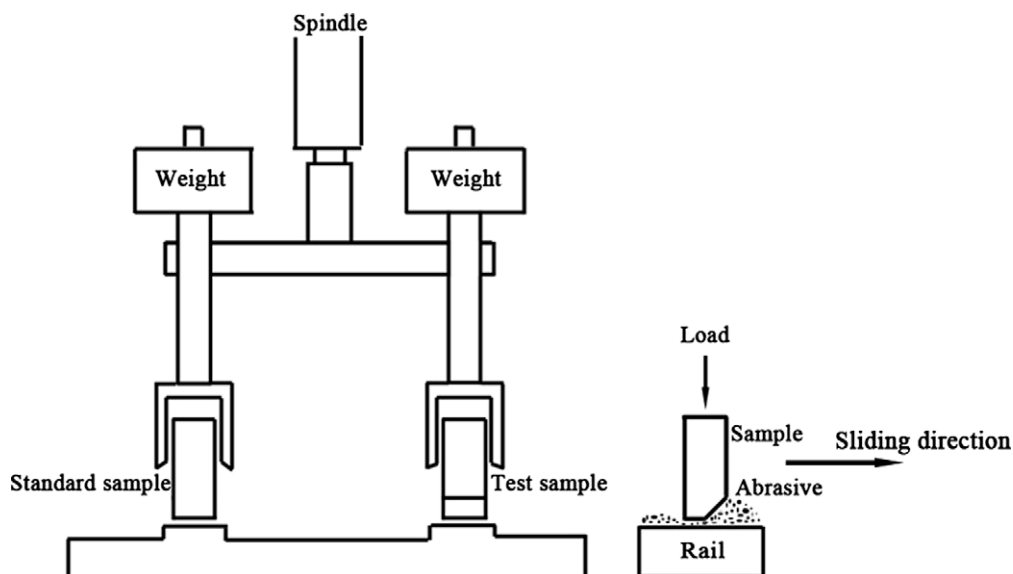 Spindle
Weight
Weight
Standard sample
Test sample
Load
Sample
Sliding direction
Abrasive
Rail